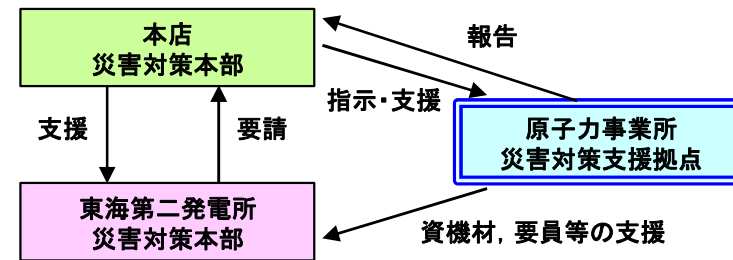 本店
災害対策本部
報告
指示・支援
支援
要請
原子力事業所
災害対策支援拠点
東海第二発電所
災害対策本部
資機材，要員等の支援